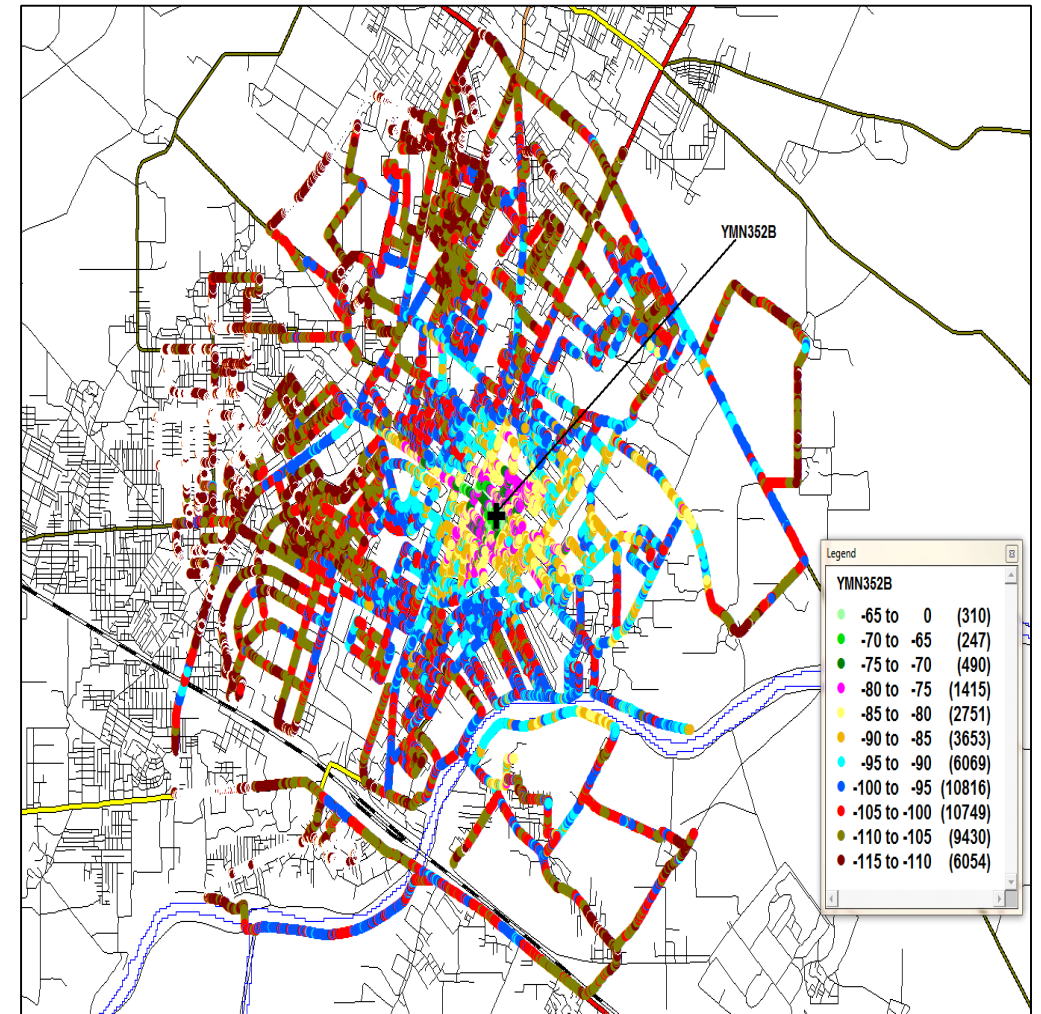 YMN352B
Legend
YMN352B
-65 to 0 (310)
-70 to -65 (247)
-75 to -70 (490)
-80 to -75 (1415)
-85 to -80 (2751)
-90 to -85 (3653)
-95 to -90 (6069)
-100 to -95 (10816)
-105 to -100 (10749)
-110 to -105 (9430)
-115 to -110 (6054)